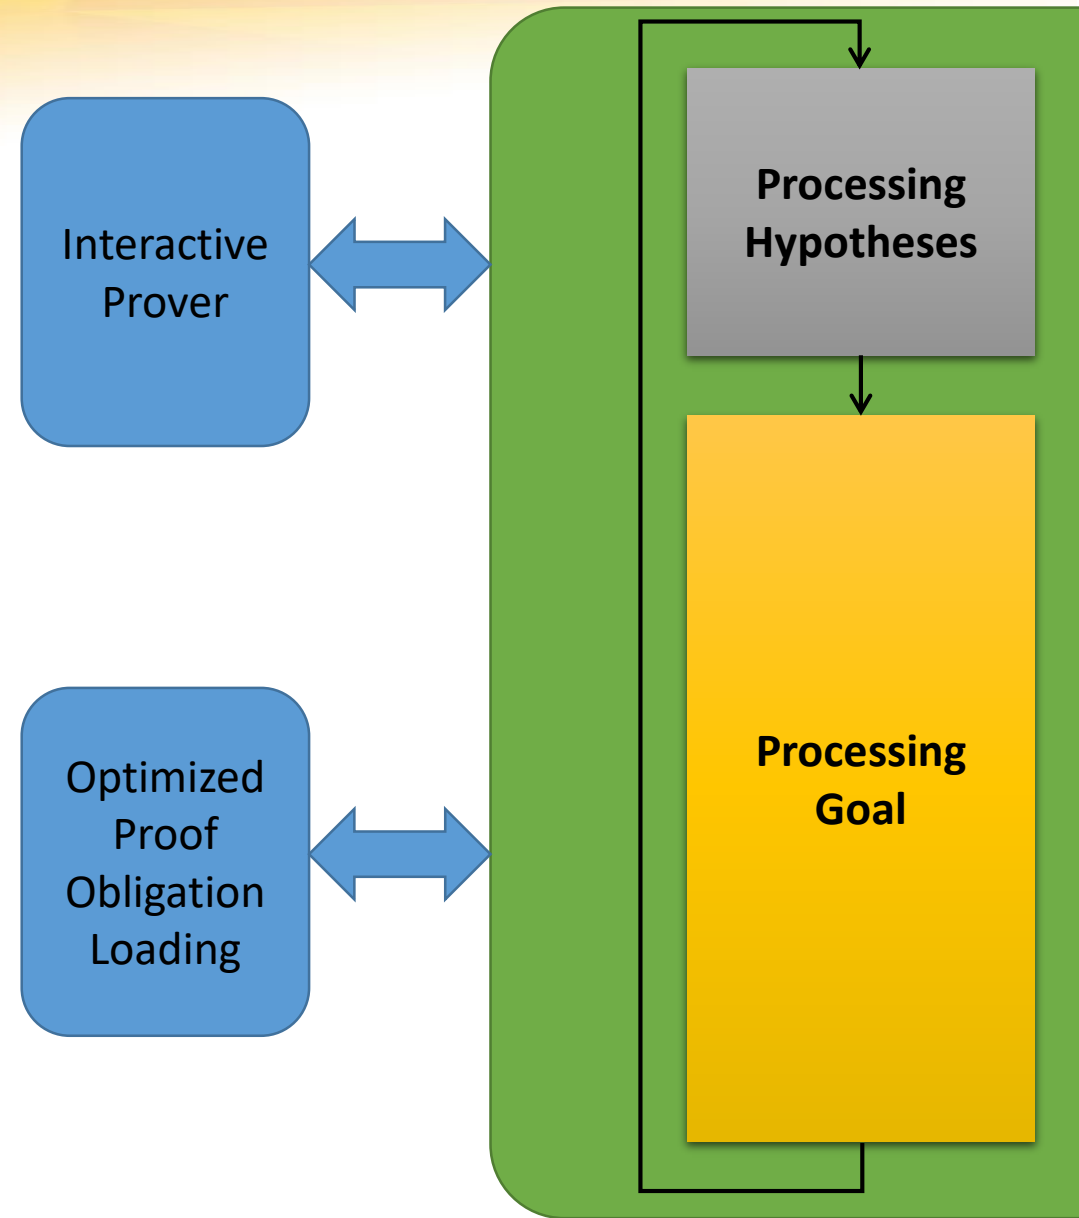 Interactive
Prover
Processing
Hypotheses
Optimized
Proof
Obligation
Loading
Processing
Goal